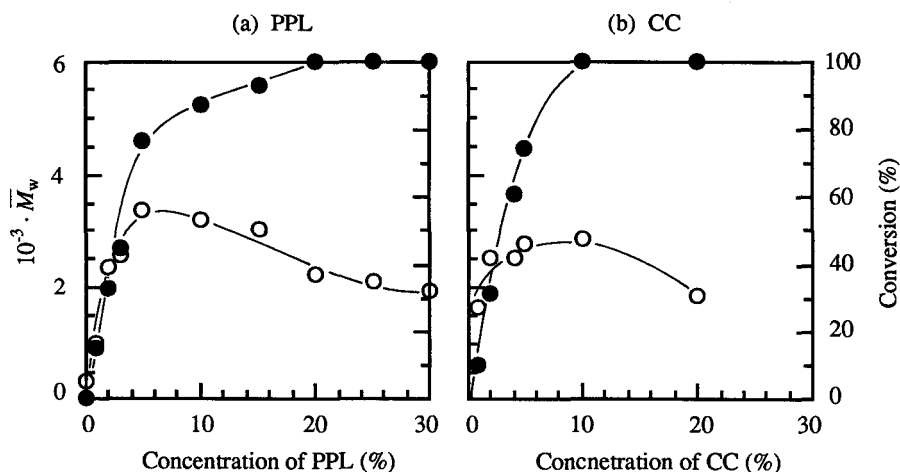 (a) PPL
(b) CC
10⁻³ · M̅w
6
4
2
0
0 10 20 30
Concentration of PPL (%)
0 10 20 30
Concnetration of CC (%)
100
80
60
40
20
0
Conversion (%)